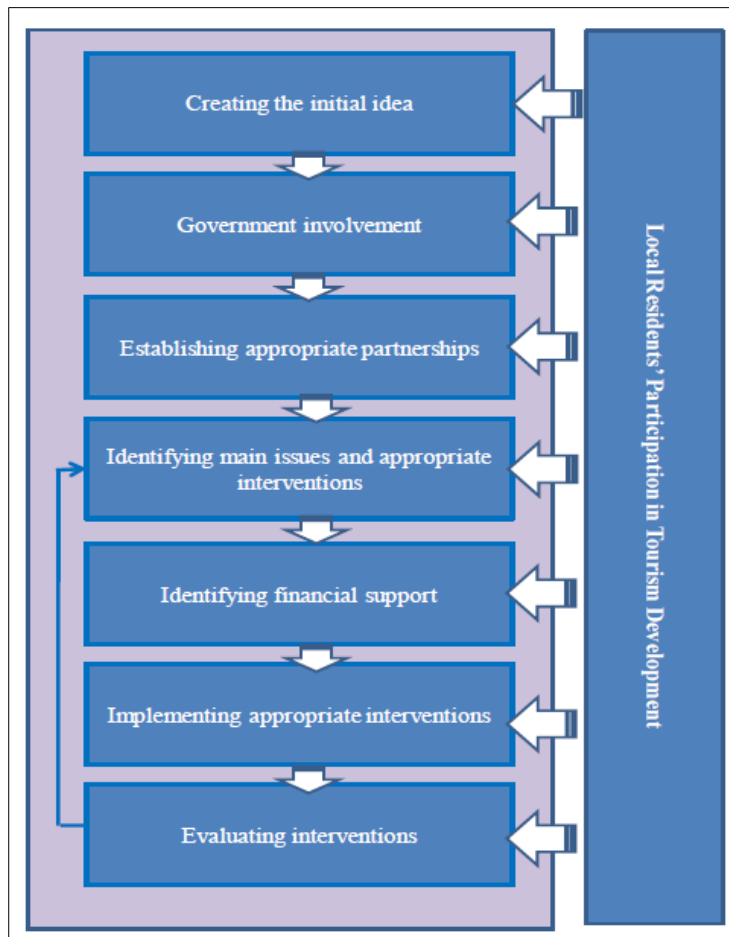 Creating the initial idea
Government involvement
Establishing appropriate partnerships
Identifying main issues and appropriate
interventions
Identifying financial support
Implementing appropriate interventions
Evaluating interventions
Local Residents' Participation in Tourism Development